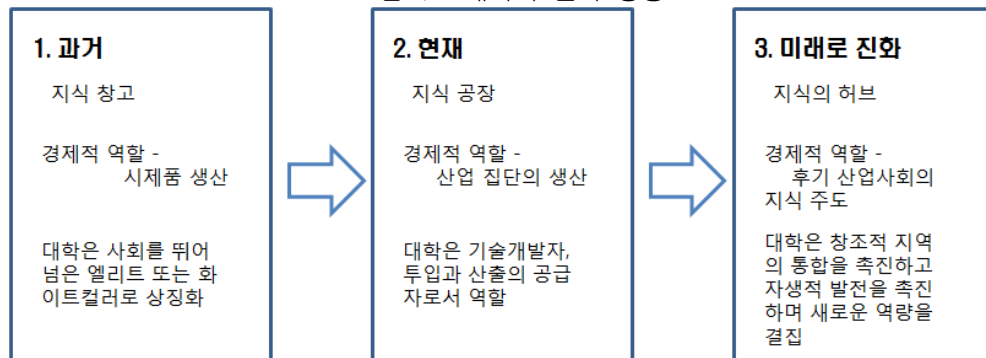 1. 과거
지식 창고
경제적 역할 -
시제품 생산
대학은 사회를 뛰어
넘은 엘리트 또는 화
이트컬러로 상징화
2. 현재
지식 공장
경제적 역할 -
산업 집단의 생산
대학은 기술개발자,
투입과 산출의 공급
자로서 역할
3. 미래로 진화
지식의 허브
경제적 역할 -
후기 산업사회의
지식 주도
대학은 창조적 지역
의 통합을 촉진하고
자생적 발전을 촉진
하며 새로운 역량을
결집